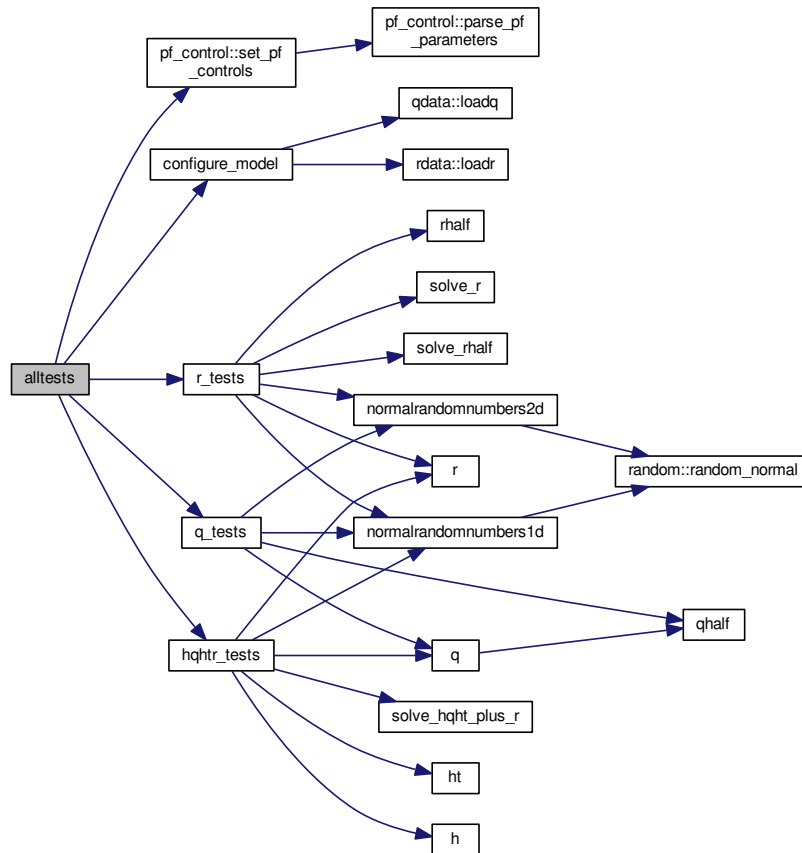 pf_control::parse_pf
_parameters
pf_control::set_pf
_controls
qdata::loadq
configure_model
rdata::loadr
rhalf
solve_r
solve_rhalf
alltests
r_tests
normalrandomnumbers2d
r
random::random_normal
q_tests
normalrandomnumbers1d
qhalf
hqhtr_tests
q
solve_hqht_plus_r
ht
h